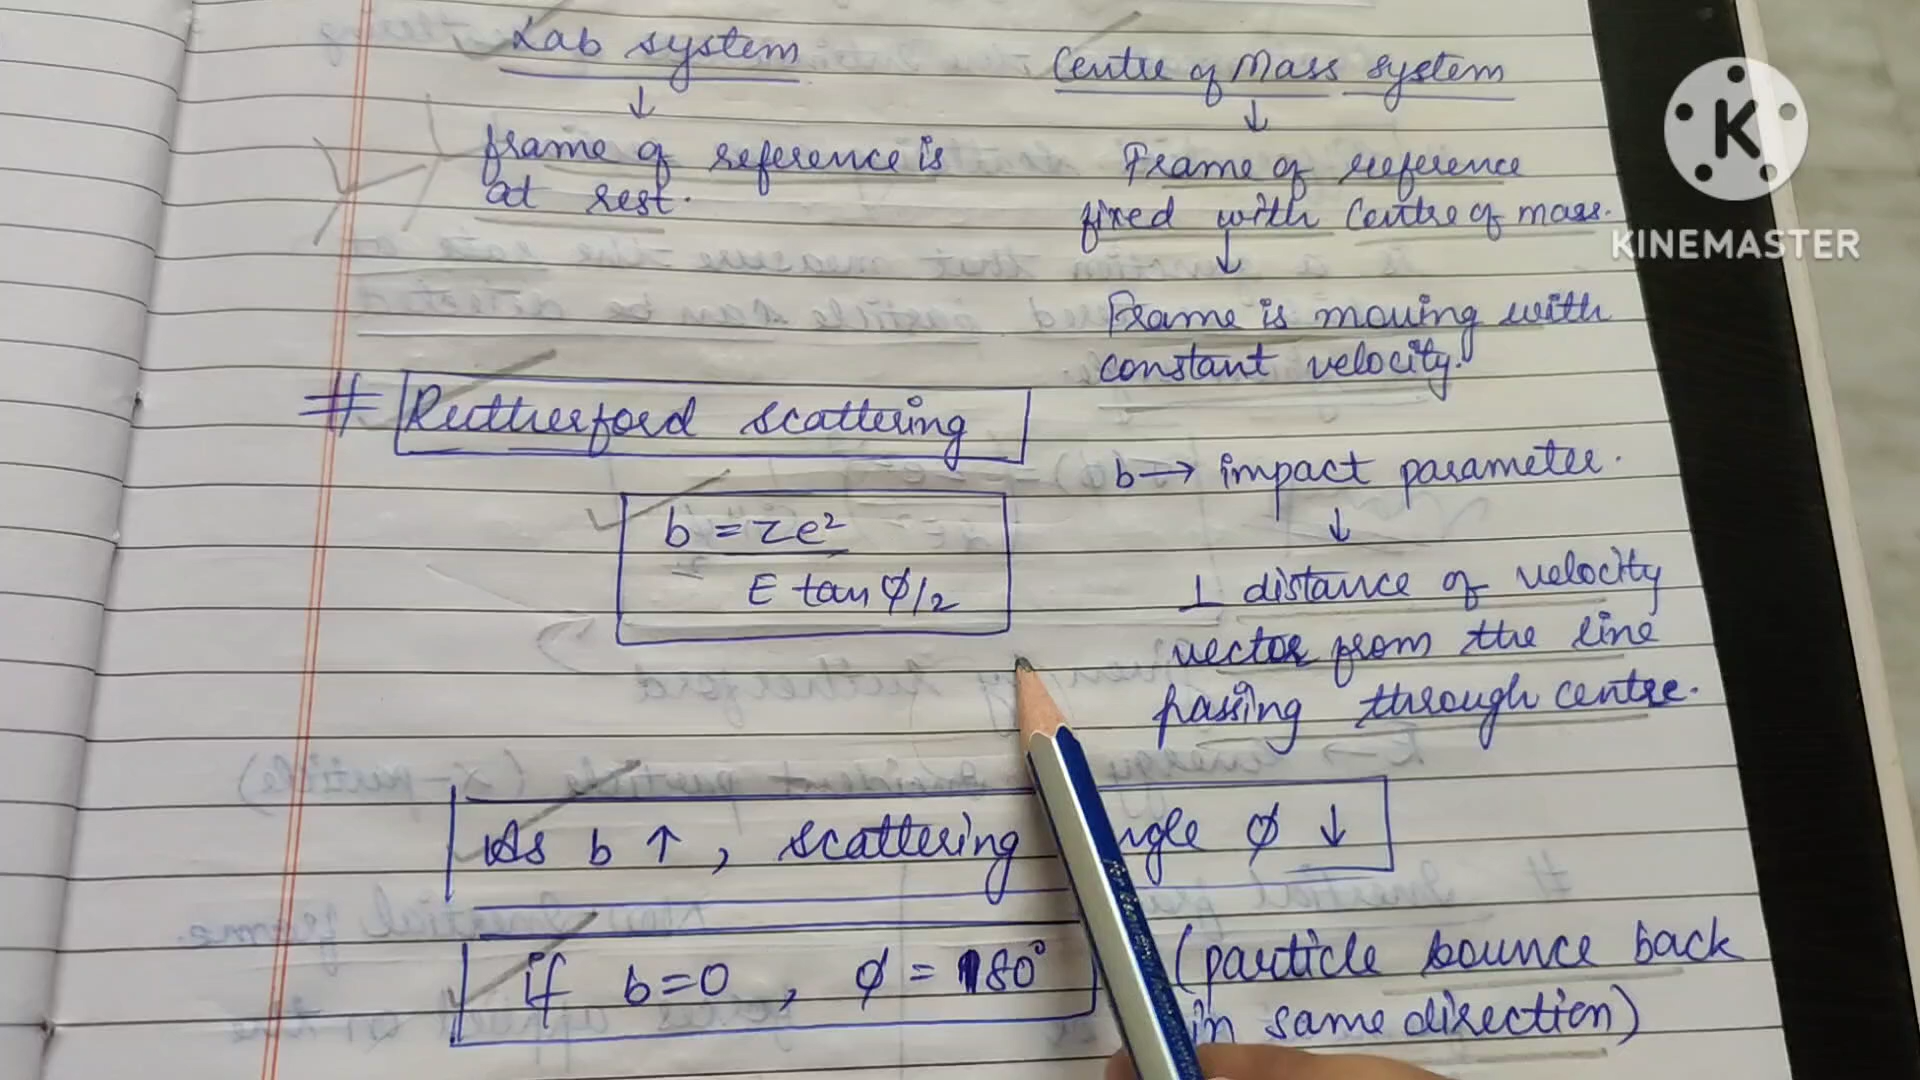 Lab system
↓
frame of reference is
at rest.
Centre of Mass system
↓
Frame of reference
fixed with Centre of mass.
↓
Frame is moving with
constant velocity.
K
KINEMASTER
# Rutherford scattering
b = ze²
E tan φ/2
b → impact parameter.
↓
⊥ distance of velocity
vector from the line
passing through centre.
As b ↑, scattering ngle φ ↓
if b=0, φ = 180°
(particle bounce back
in same direction)